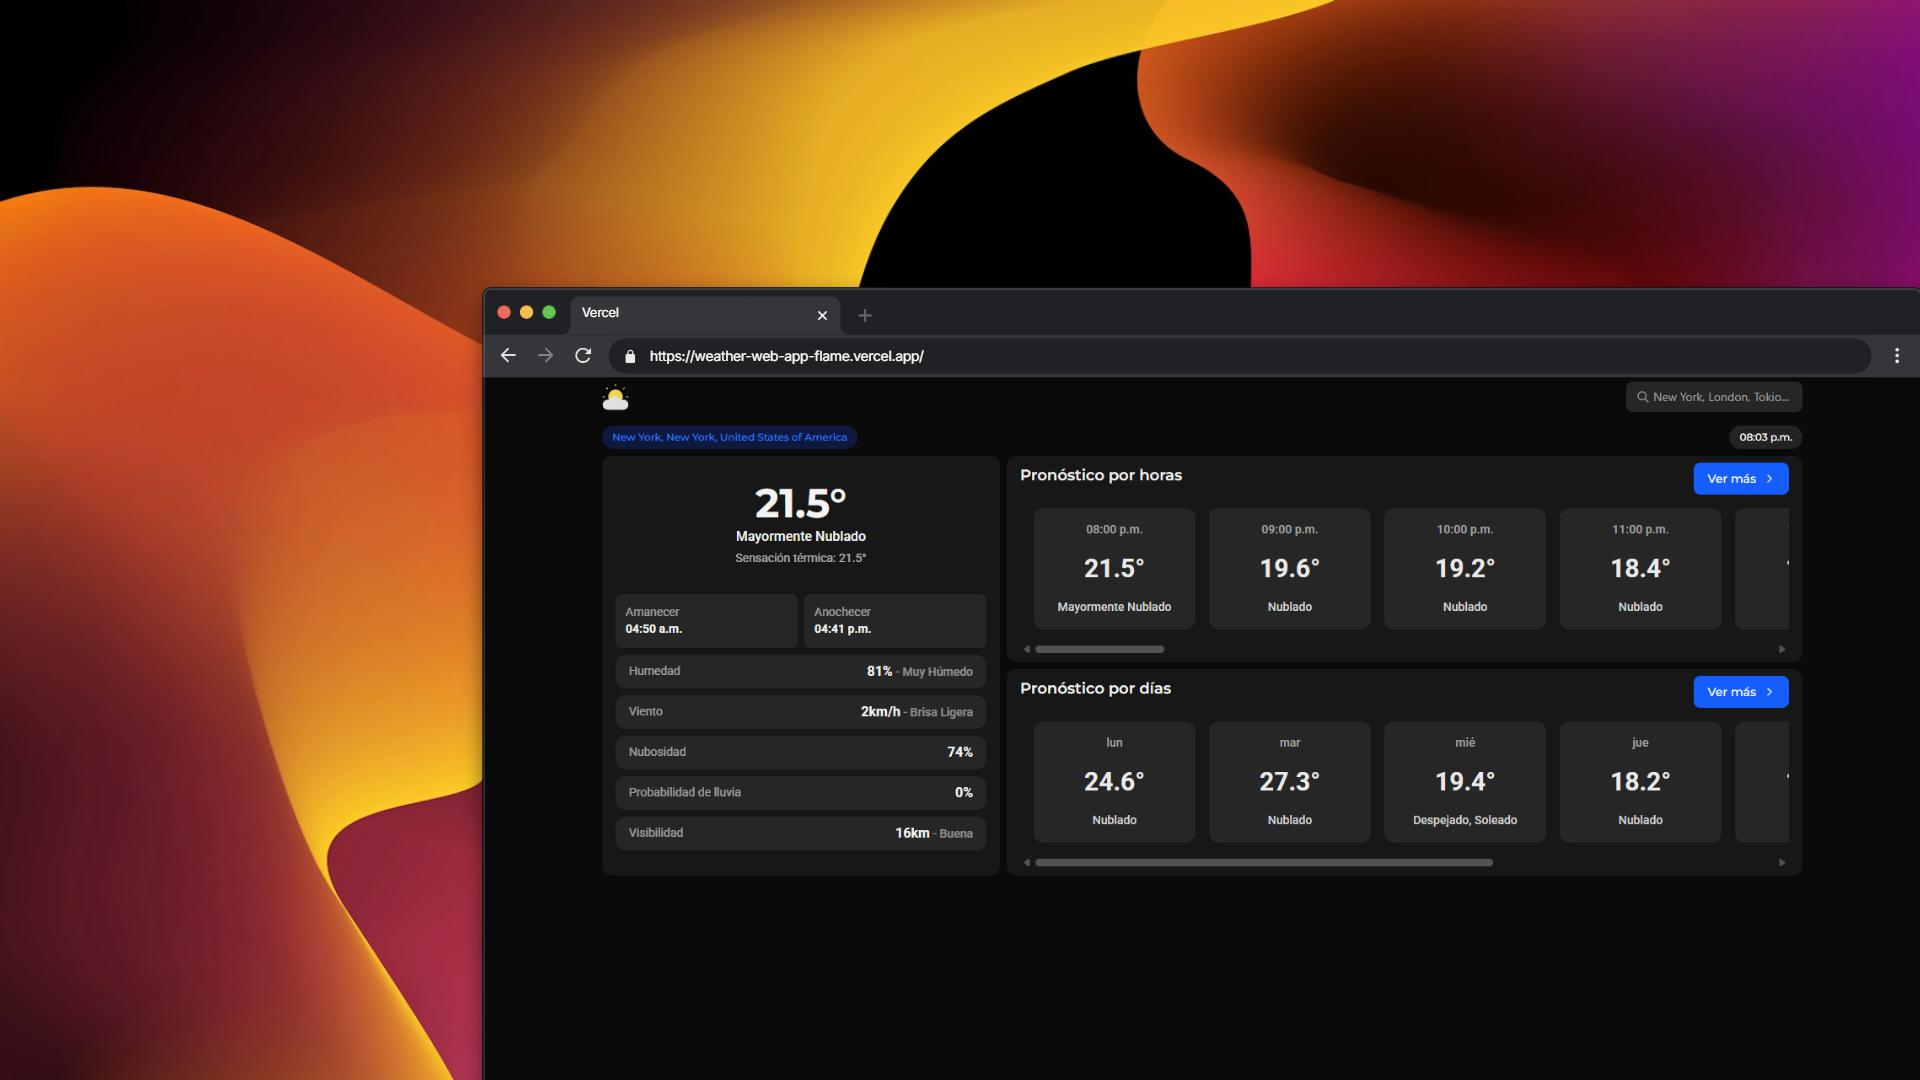 Vercel
https://weather-web-app-flame.vercel.app/
New York, London, Tokio...
New York, New York, United States of America
08:03 p.m.
21.5°
Mayormente Nublado
Sensación térmica: 21.5°
Amanecer
04:50 a.m.
Anochecer
04:41 p.m.
Humedad
81% - Muy Húmedo
Viento
2km/h - Brisa Ligera
Nubosidad
74%
Probabilidad de lluvia
0%
Visibilidad
16km - Buena
Pronóstico por horas
Ver más
08:00 p.m.
21.5°
Mayormente Nublado
09:00 p.m.
19.6°
Nublado
10:00 p.m.
19.2°
Nublado
11:00 p.m.
18.4°
Nublado
Pronóstico por días
Ver más
lun
24.6°
Nublado
mar
27.3°
Nublado
mié
19.4°
Despejado, Soleado
jue
18.2°
Nublado